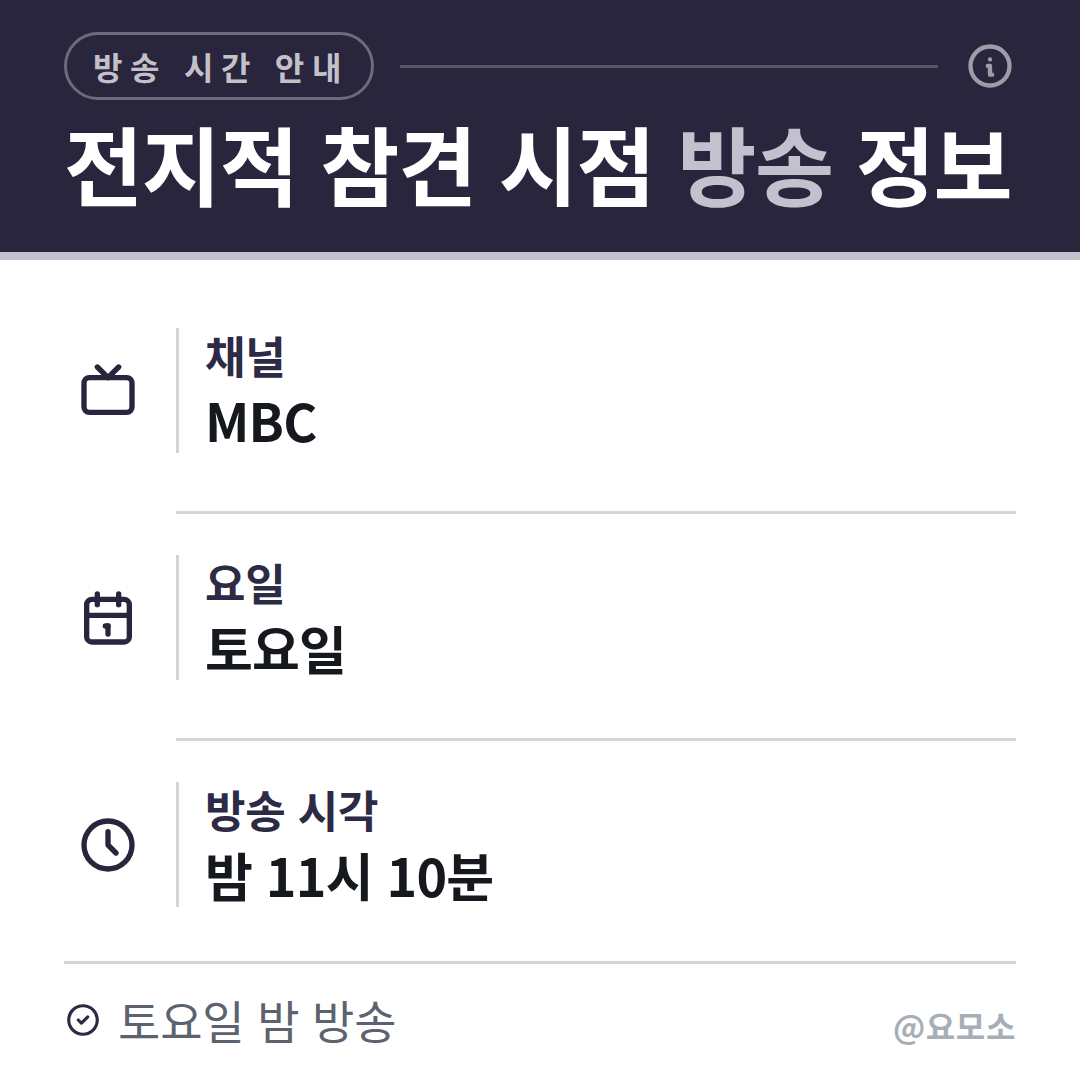 방송 시간 안내
전지적 참견 시점 방송 정보
채널
MBC
요일
토요일
방송 시각
밤 11시 10분
토요일 밤 방송
@요모소